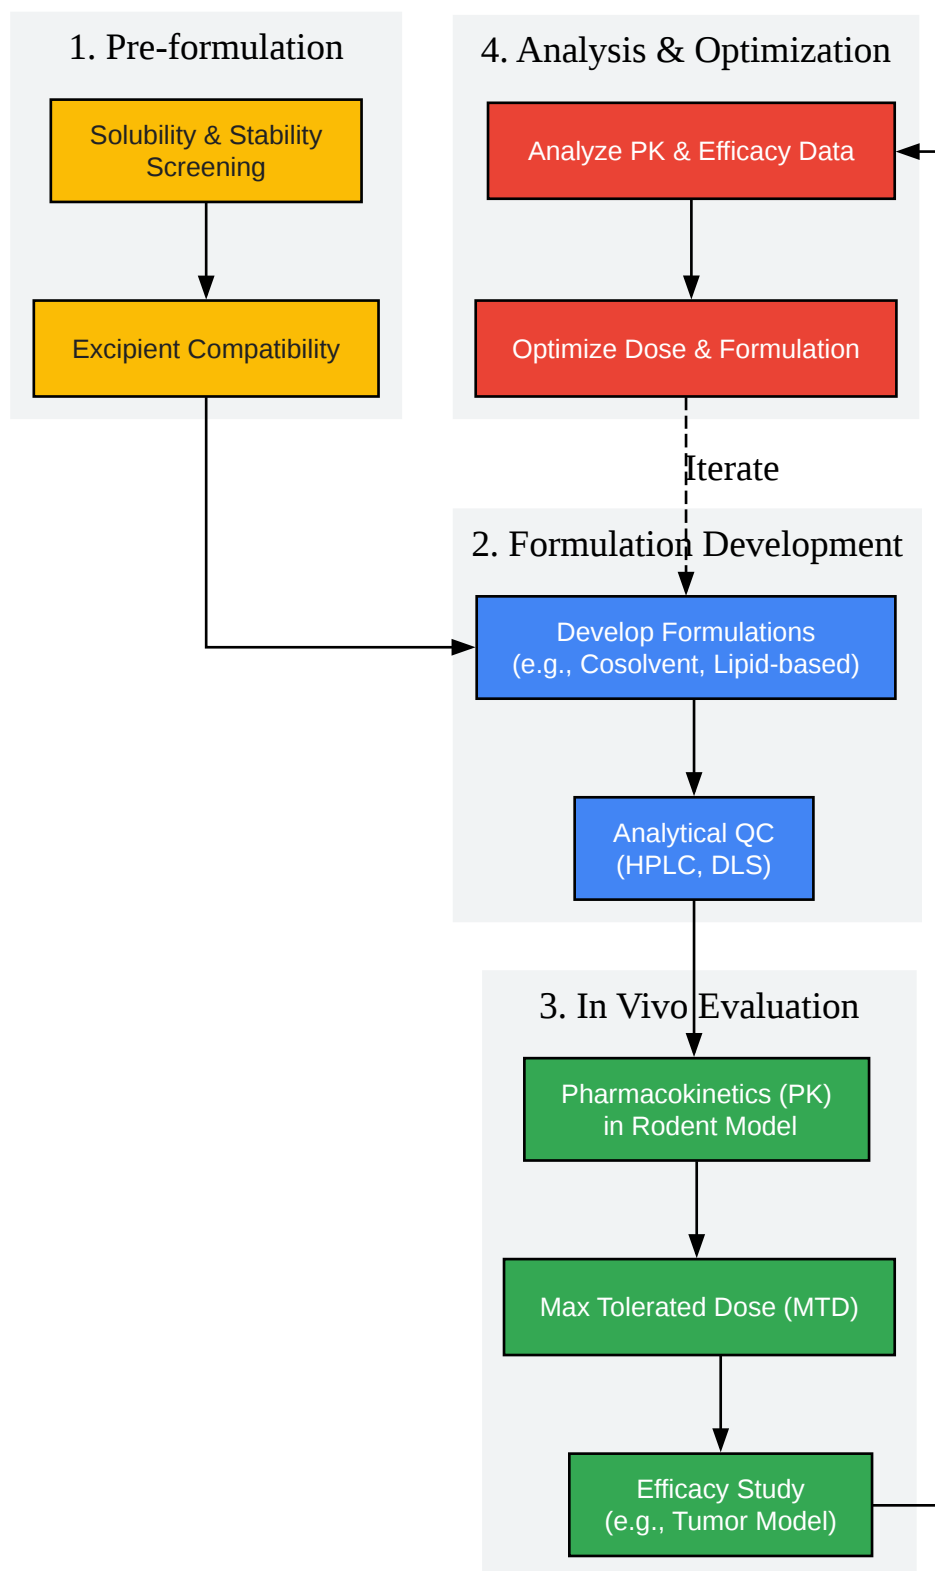 1. Pre-formulation
Solubility & Stability
Screening
Excipient Compatibility
4. Analysis & Optimization
Analyze PK & Efficacy Data
Optimize Dose & Formulation
Iterate
2. Formulation Development
Develop Formulations
(e.g., Cosolvent, Lipid-based)
Analytical QC
(HPLC, DLS)
3. In Vivo Evaluation
Pharmacokinetics (PK)
in Rodent Model
Max Tolerated Dose (MTD)
Efficacy Study
(e.g., Tumor Model)